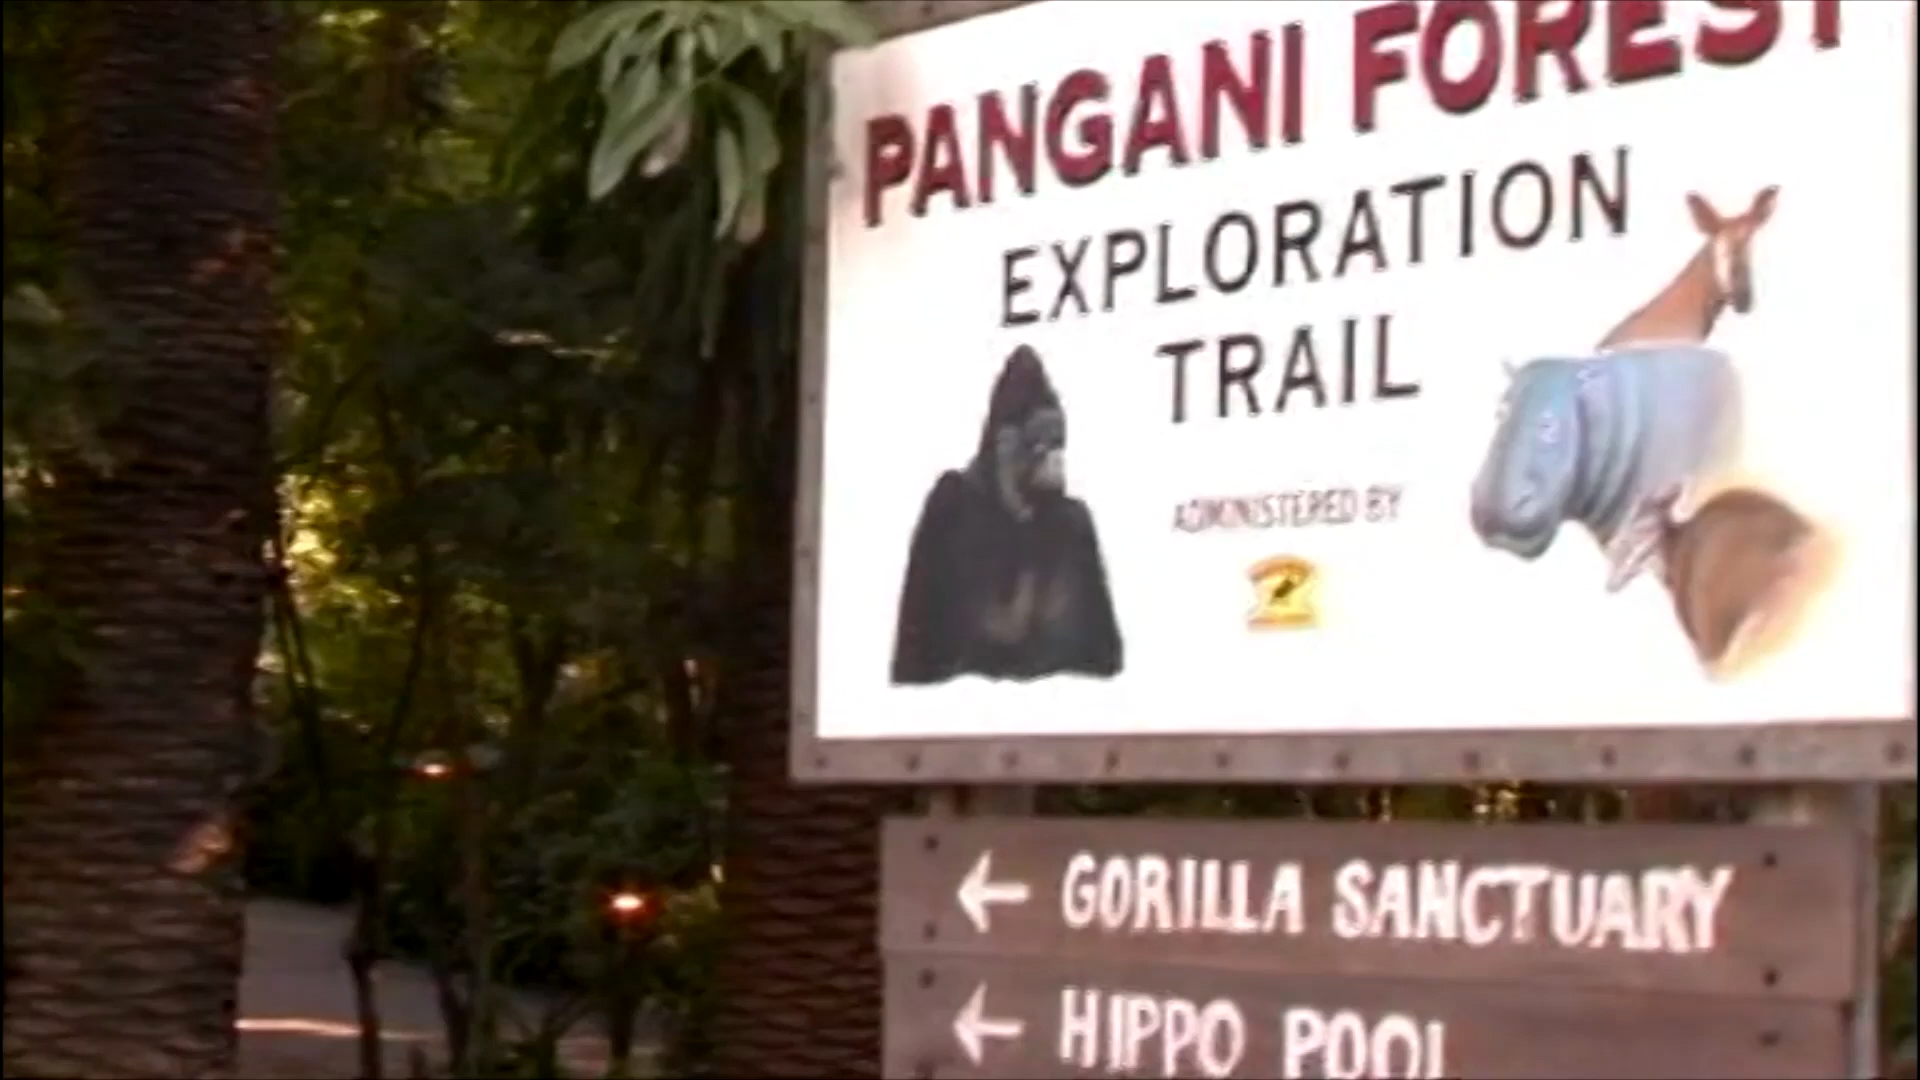 PANGANI FOREST
EXPLORATION
TRAIL
ADMINISTERED BY
← GORILLA SANCTUARY
← HIPPO POOL